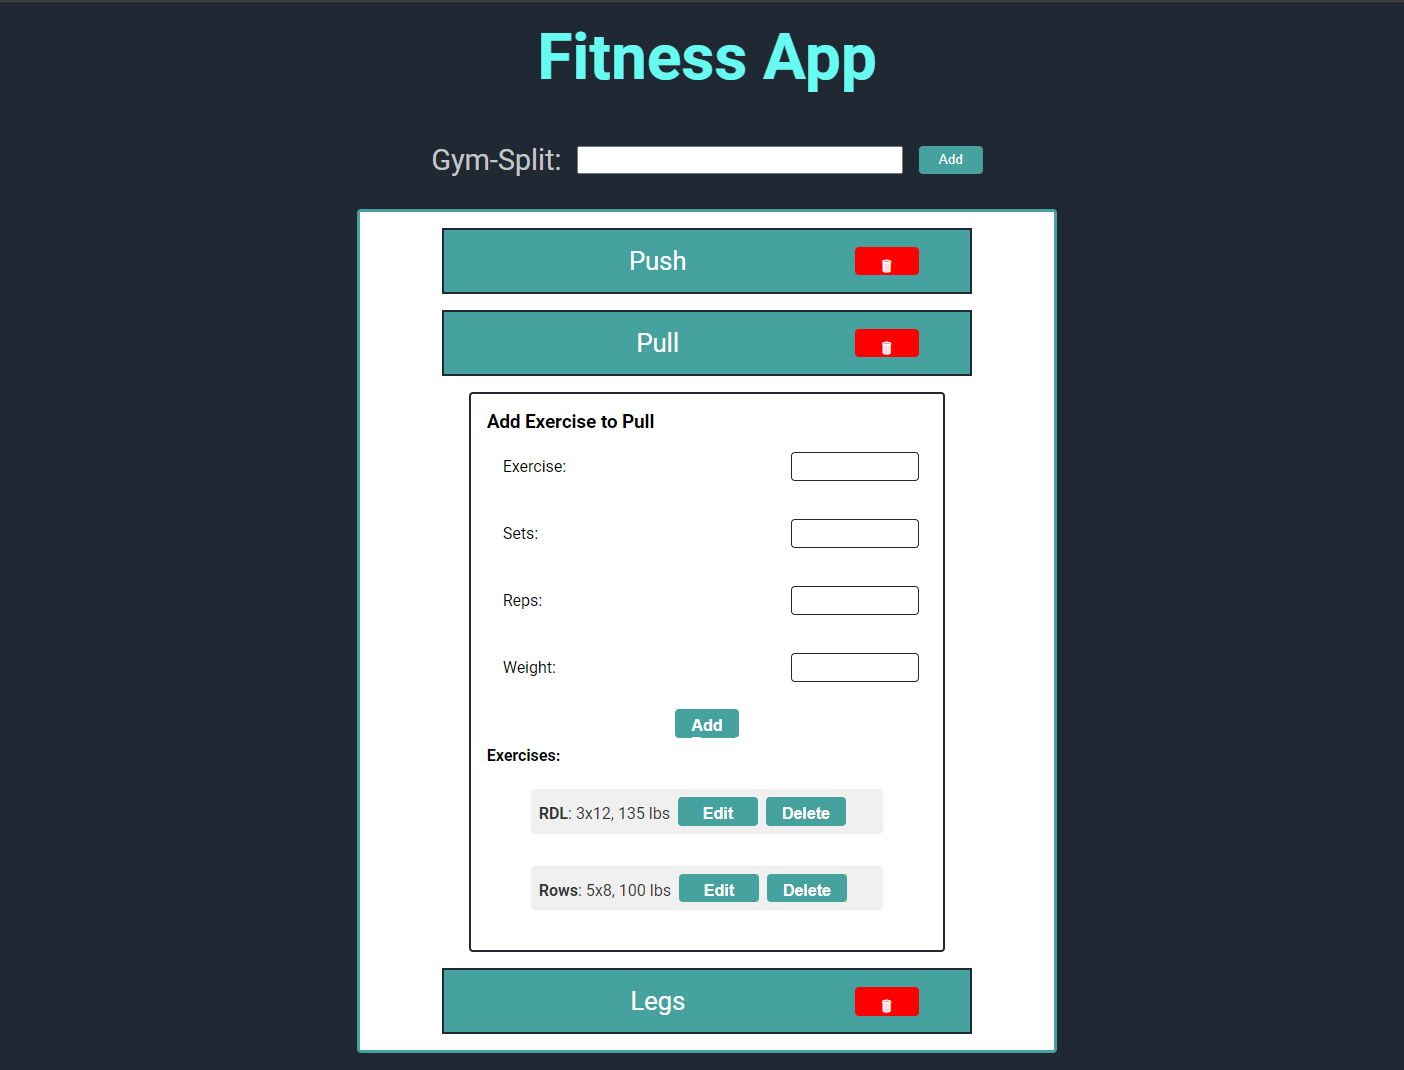 Fitness App
Gym-Split: Add
Push
Pull
Add Exercise to Pull
Exercise:
Sets:
Reps:
Weight:
Add
Exercises:
RDL: 3x12, 135 lbs Edit Delete
Rows: 5x8, 100 lbs Edit Delete
Legs